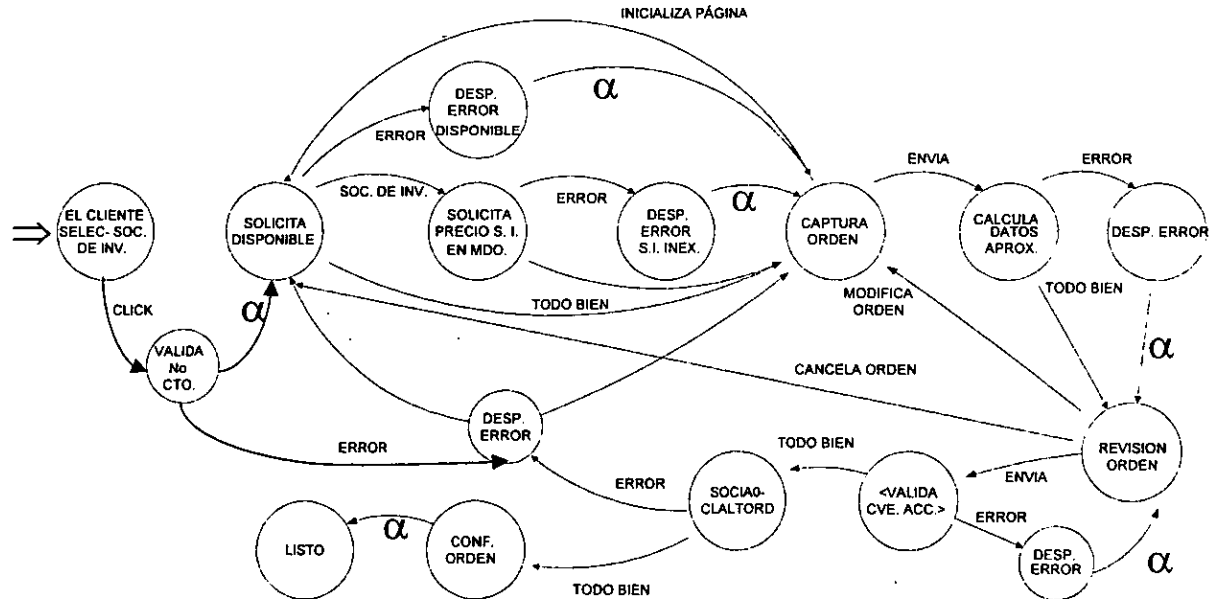 INICIALIZA PÁGINA
DESP.
ERROR
DISPONIBLE
α
ERROR
ENVIA
ERROR
SOC. DE INV.
ERROR
α
EL CLIENTE
SELEC- SOC.
DE INV.
SOLICITA
DISPONIBLE
SOLICITA
PRECIO S. I.
EN MDO.
DESP.
ERROR
S.I. INEX.
CAPTURA
ORDEN
CALCULA
DATOS
APROX.
DESP. ERROR
CLICK
α
TODO BIEN
MODIFICA
ORDEN
TODO BIEN
α
VALIDA
No
CTO.
CANCELA ORDEN
DESP.
ERROR
ERROR
TODO BIEN
REVISION
ORDEN
ERROR
SOCIA0-
CLALTORD
<VALIDA
CVE. ACC.>
ENVIA
ERROR
LISTO
α
CONF.
ORDEN
DESP.
ERROR
α
TODO BIEN